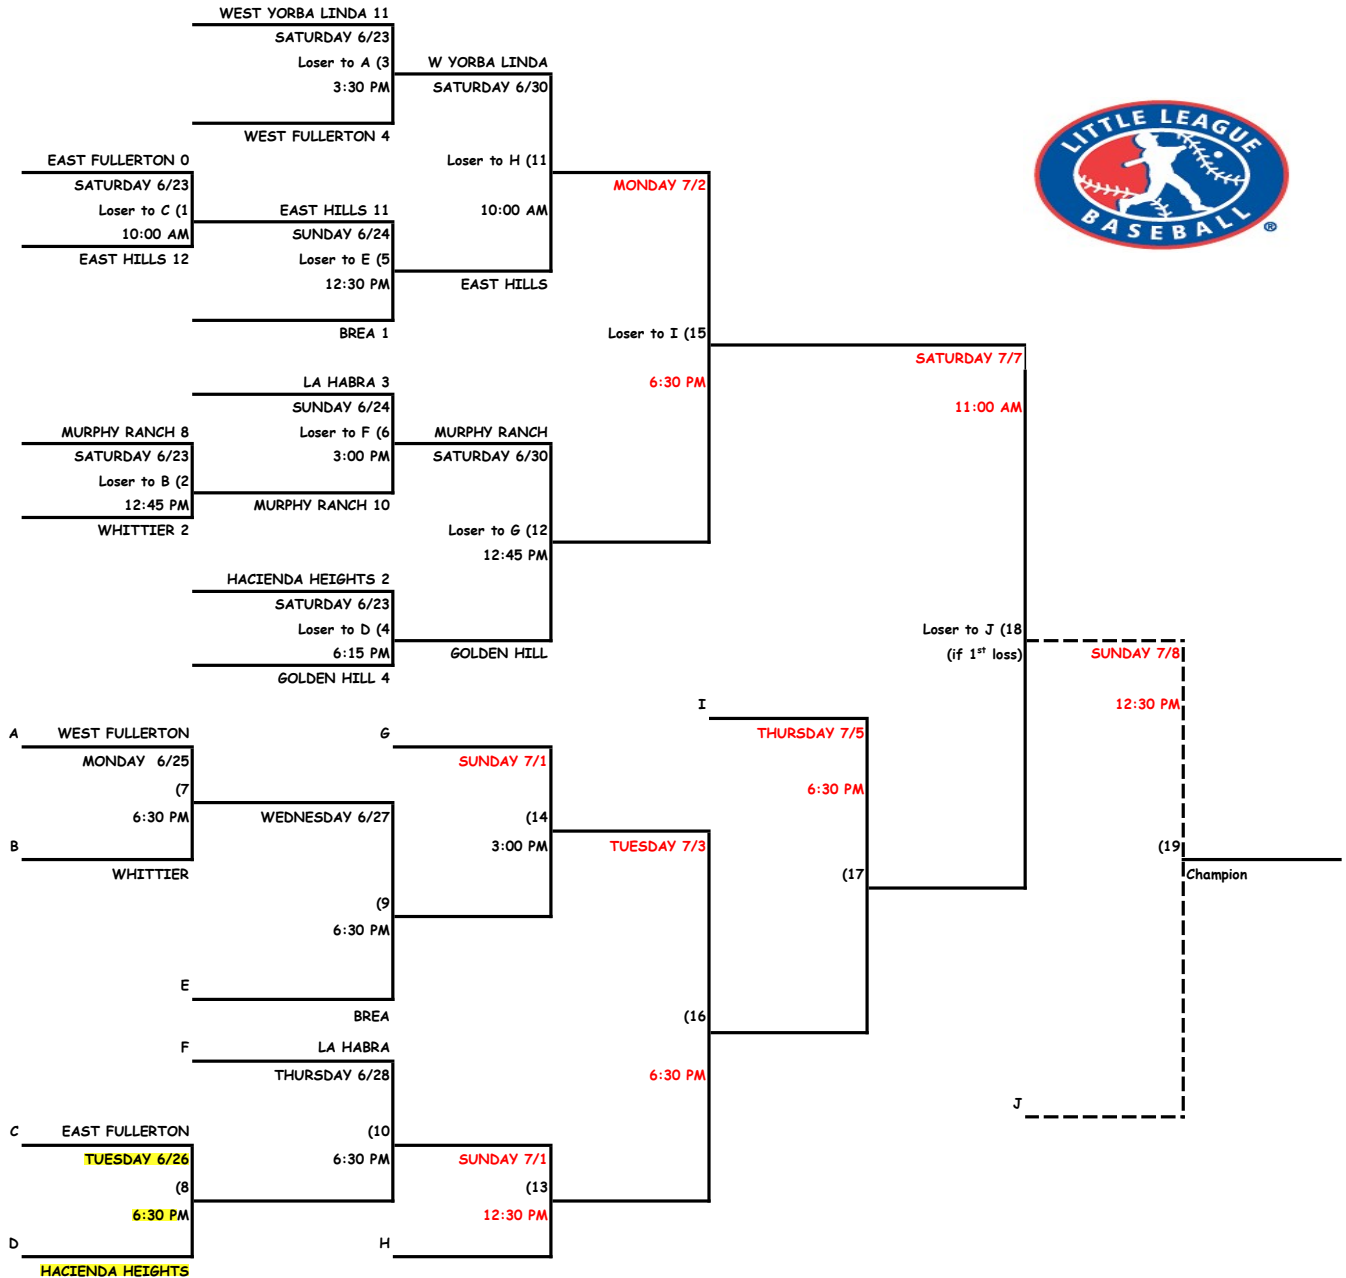 WEST YORBA LINDA 11
SATURDAY 6/23
Loser to A (3
3:30 PM
WEST FULLERTON 4
W YORBA LINDA
SATURDAY 6/30
Loser to H (11
10:00 AM
EAST HILLS
EAST FULLERTON 0
SATURDAY 6/23
Loser to C (1
10:00 AM
EAST HILLS 12
EAST HILLS 11
SUNDAY 6/24
Loser to E (5
12:30 PM
BREA 1
MONDAY 7/2
Loser to I (15
6:30 PM
LITTLE LEAGUE
BASEBALL
®
SATURDAY 7/7
11:00 AM
Loser to J (18
(if 1st loss)
LA HABRA 3
SUNDAY 6/24
Loser to F (6
3:00 PM
MURPHY RANCH 10
MURPHY RANCH 8
SATURDAY 6/23
Loser to B (2
12:45 PM
WHITTIER 2
MURPHY RANCH
SATURDAY 6/30
Loser to G (12
12:45 PM
GOLDEN HILL
HACIENDA HEIGHTS 2
SATURDAY 6/23
Loser to D (4
6:15 PM
GOLDEN HILL 4
SUNDAY 7/8
12:30 PM
(19
Champion
J
I
THURSDAY 7/5
6:30 PM
(17
A
WEST FULLERTON
MONDAY 6/25
(7
6:30 PM
B
WHITTIER
WEDNESDAY 6/27
(9
6:30 PM
E
BREA
G
SUNDAY 7/1
(14
3:00 PM
TUESDAY 7/3
(16
6:30 PM
F
LA HABRA
THURSDAY 6/28
(10
6:30 PM
C
EAST FULLERTON
TUESDAY 6/26
(8
6:30 PM
D
HACIENDA HEIGHTS
SUNDAY 7/1
(13
12:30 PM
H